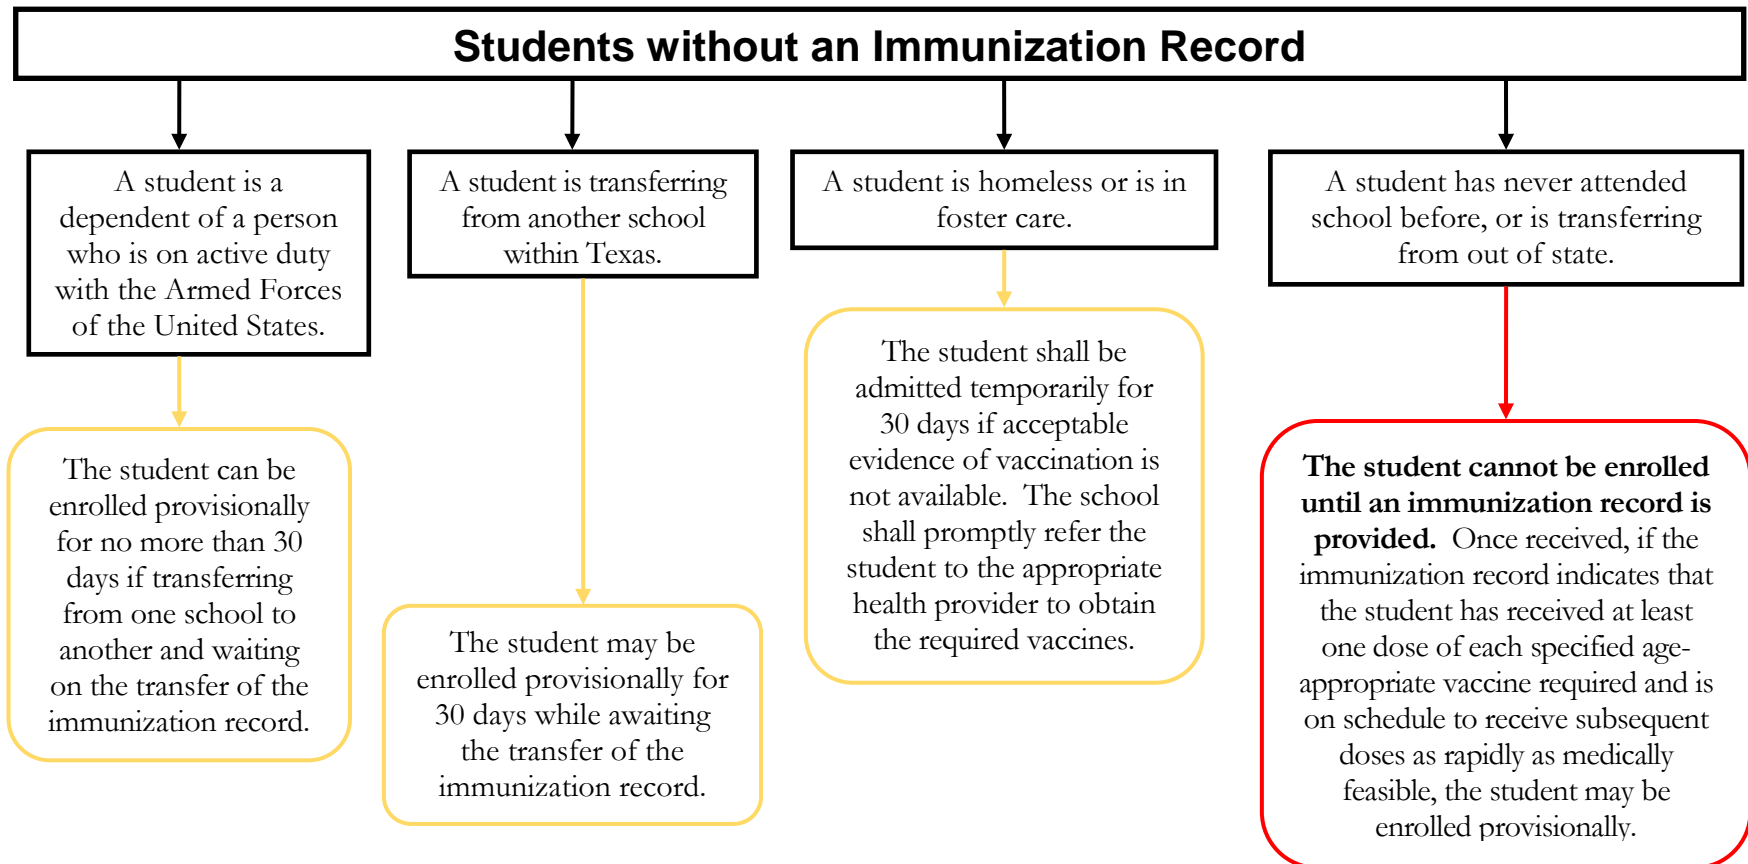 Students without an Immunization Record
A student is a
dependent of a person
who is on active duty
with the Armed Forces
of the United States.
The student can be
enrolled provisionally
for no more than 30
days if transferring
from one school to
another and waiting
on the transfer of the
immunization record.
A student is transferring
from another school
within Texas.
The student may be
enrolled provisionally for
30 days while awaiting
the transfer of the
immunization record.
A student is homeless or is in
foster care.
The student shall be
admitted temporarily for
30 days if acceptable
evidence of vaccination is
not available.  The school
shall promptly refer the
student to the appropriate
health provider to obtain
the required vaccines.
A student has never attended
school before, or is transferring
from out of state.
The student cannot be enrolled
until an immunization record is
provided.  Once received, if the
immunization record indicates that
the student has received at least
one dose of each specified age-
appropriate vaccine required and is
on schedule to receive subsequent
doses as rapidly as medically
feasible, the student may be
enrolled provisionally.